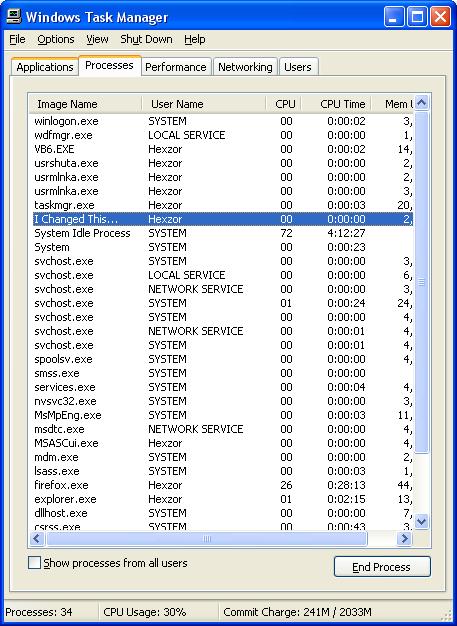 Windows Task Manager
File Options View Shut Down Help
Applications Processes Performance Networking Users
Image Name User Name CPU CPU Time Mem U
winlogon.exe SYSTEM 00 0:00:02 3,
wdfmgr.exe LOCAL SERVICE 00 0:00:00 1,
VB6.EXE Hexzor 00 0:00:02 14,
usrshuta.exe Hexzor 00 0:00:00 2,
usrmlnka.exe Hexzor 00 0:00:00 2,
usrmlnka.exe Hexzor 00 0:00:00 3,
taskmgr.exe Hexzor 00 0:00:03 20,
I Changed This... Hexzor 00 0:00:00 2,
System Idle Process SYSTEM 72 4:12:27
System SYSTEM 00 0:00:23
svchost.exe SYSTEM 00 0:00:00 3,
svchost.exe LOCAL SERVICE 00 0:00:00 6,
svchost.exe NETWORK SERVICE 00 0:00:00 3,
svchost.exe SYSTEM 01 0:00:24 24,
svchost.exe SYSTEM 00 0:00:00 4,
svchost.exe NETWORK SERVICE 00 0:00:01 4,
svchost.exe SYSTEM 00 0:00:01 4,
spoolsv.exe SYSTEM 00 0:00:00 4,
smss.exe SYSTEM 00 0:00:00
services.exe SYSTEM 00 0:00:04 4,
nvsvc32.exe SYSTEM 00 0:00:00 3,
MsMpEng.exe SYSTEM 00 0:00:03 11,
msdtc.exe NETWORK SERVICE 00 0:00:00 4,
MSASCui.exe Hexzor 00 0:00:00 4,
mdm.exe SYSTEM 00 0:00:00 2,
lsass.exe SYSTEM 00 0:00:03 1,
firefox.exe Hexzor 26 0:28:13 44,
explorer.exe Hexzor 01 0:02:15 13,
dllhost.exe SYSTEM 00 0:00:00 7,
csrss.exe SYSTEM 00 0:00:43 3,
Show processes from all users
End Process
Processes: 34 CPU Usage: 30% Commit Charge: 241M / 2033M